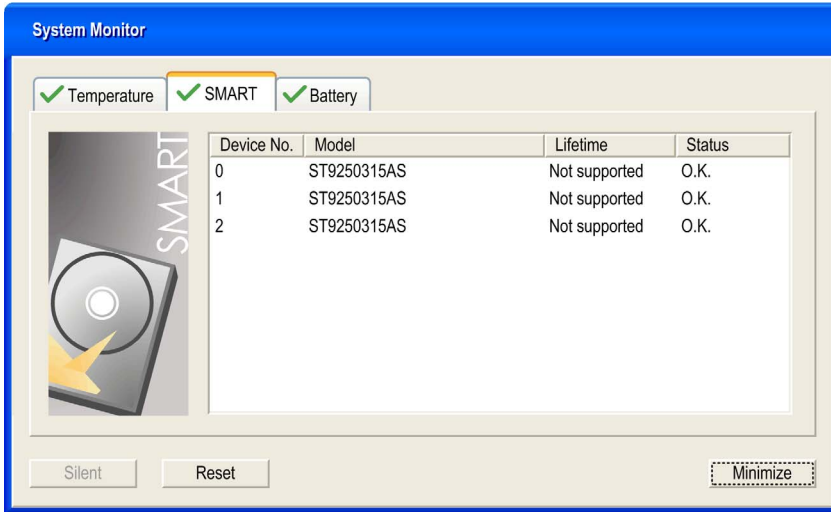 System Monitor
Temperature SMART Battery
SMART
Device No. Model Lifetime Status
0 ST9250315AS Not supported O.K.
1 ST9250315AS Not supported O.K.
2 ST9250315AS Not supported O.K.
Silent Reset Minimize